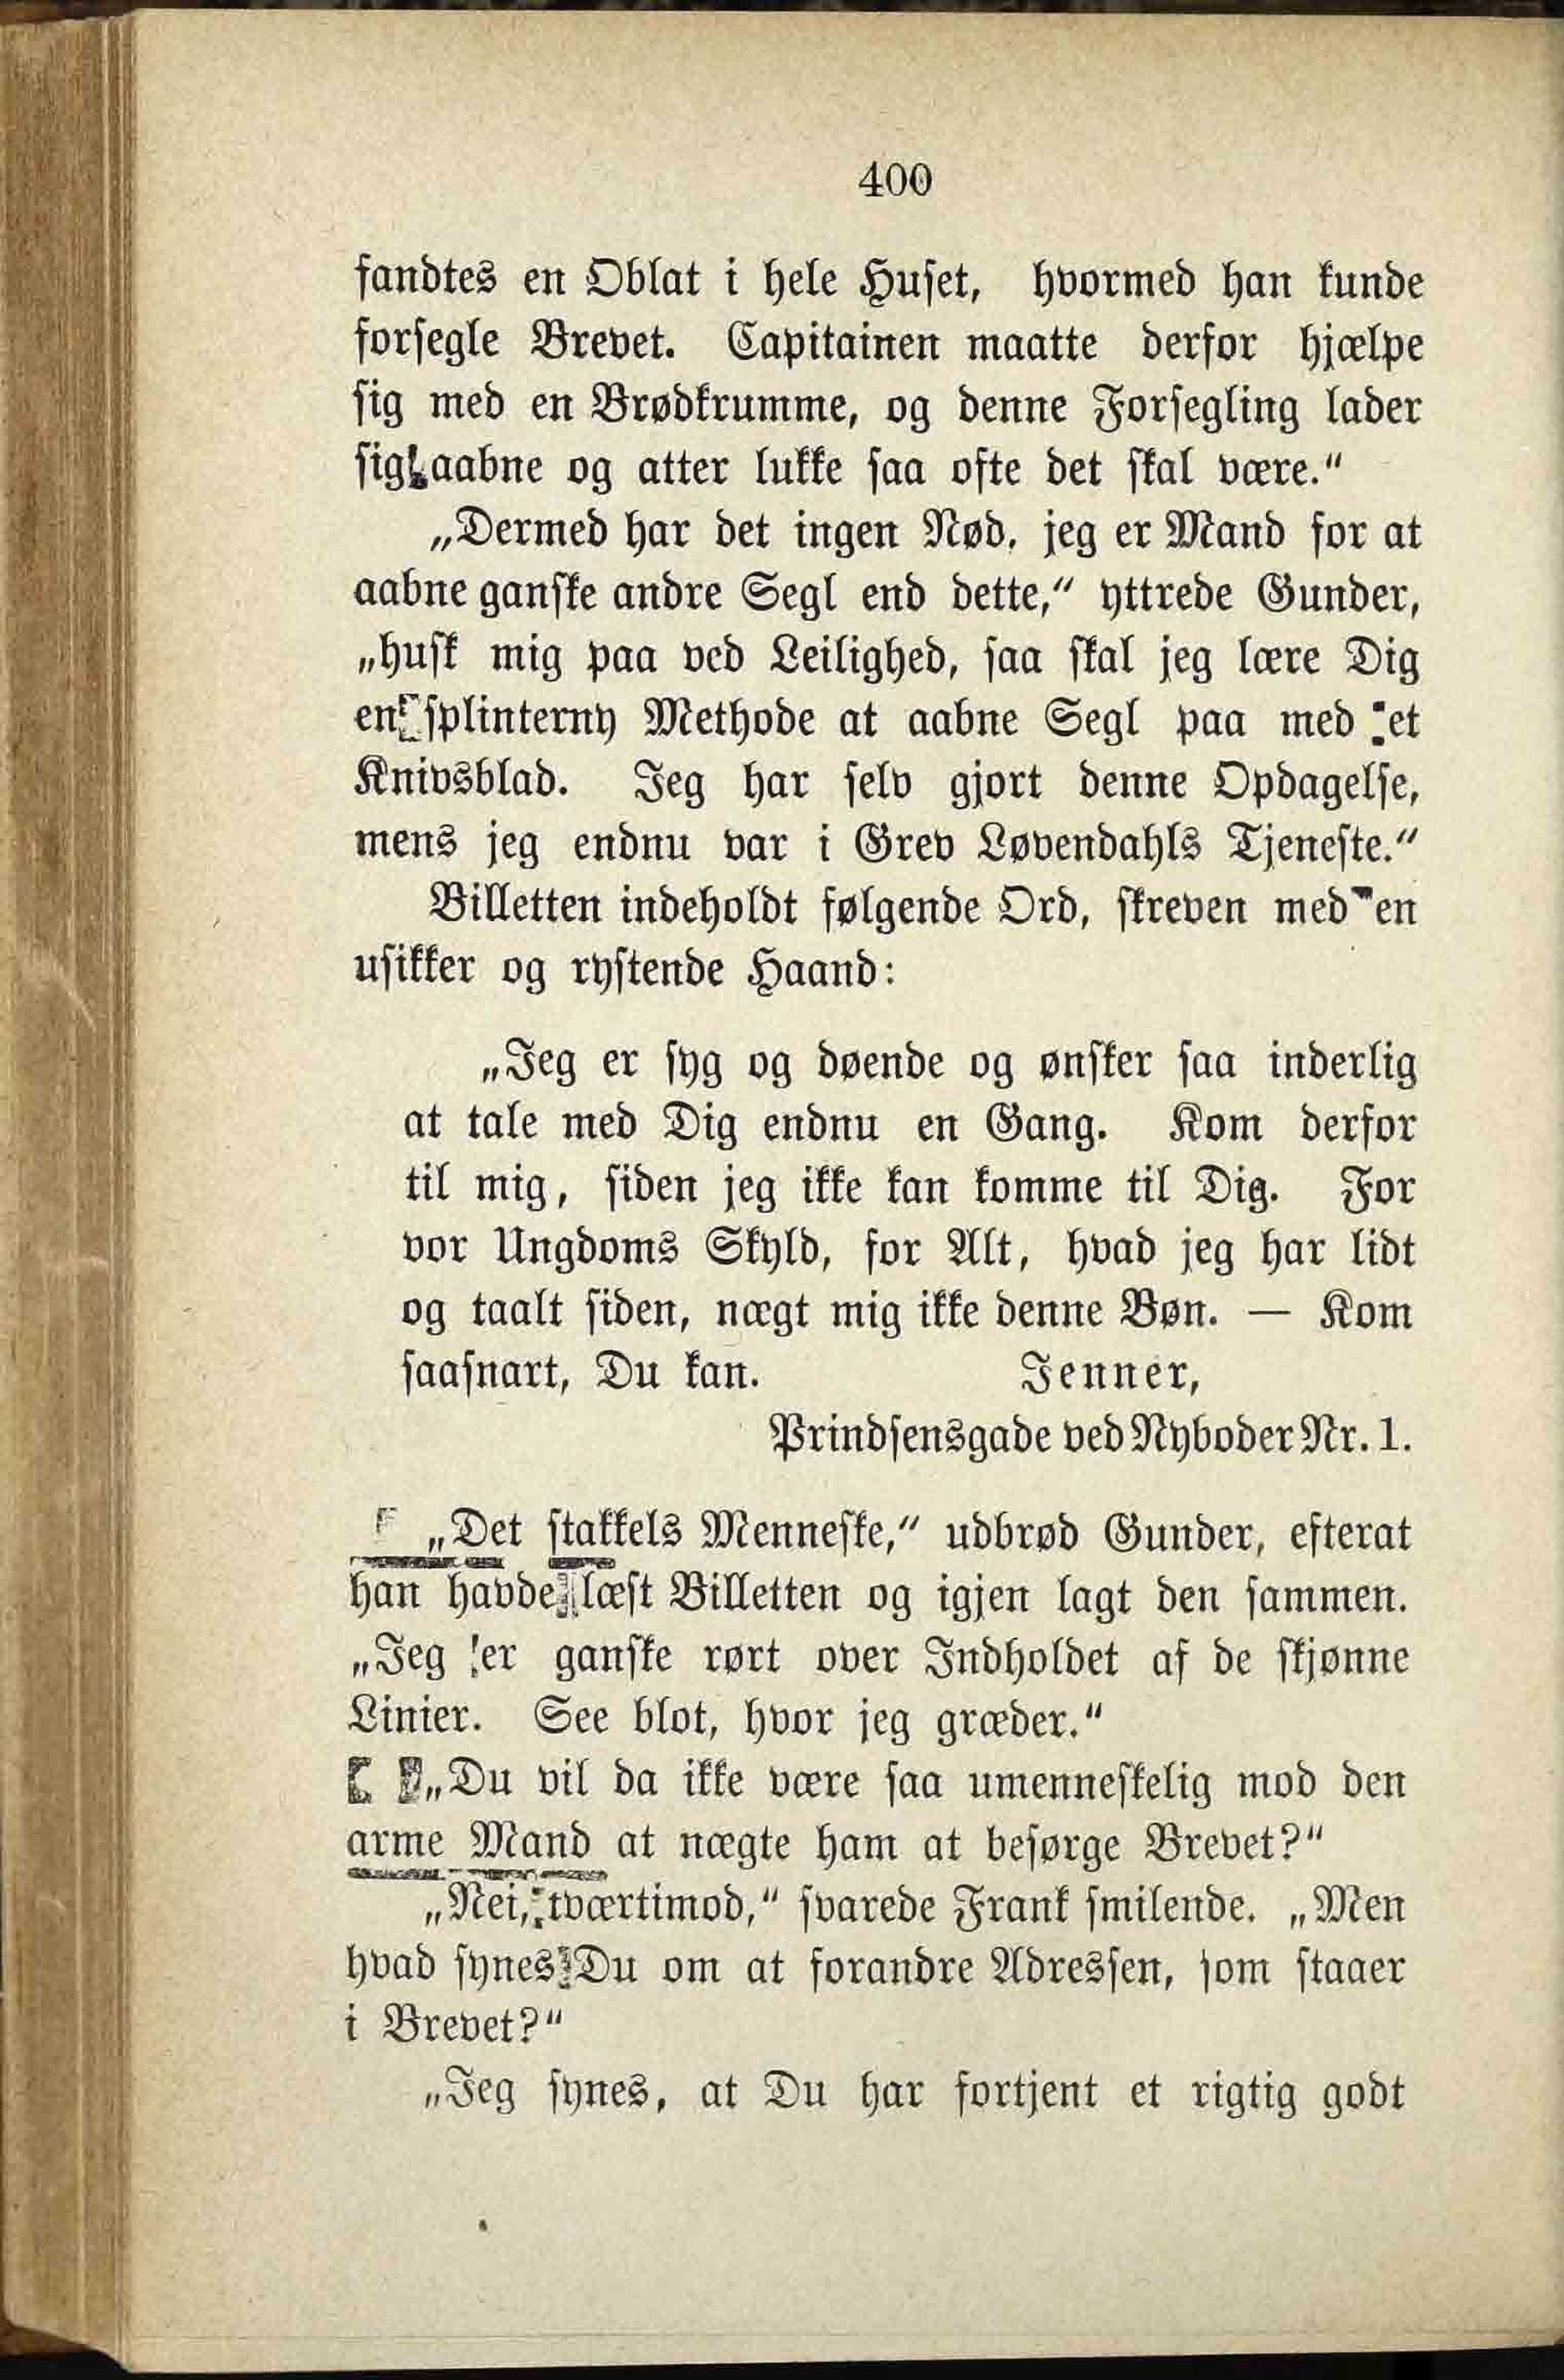 400
fandtes en Oblat i hele Huset, hvormed han kunde
forsegle Brevet. Capitainen maatte derfor hjælpe
sig med en Brødkrumme, og denne Forsegling lader
sig aabne og atter lukke saa ofte det skal være."
„Dermed har det ingen Nød, jeg er Mand for at
aabne ganske andre Segl end dette," yttrede Gunder,
„husk mig paa ved Leilighed, saa skal jeg lære Dig
en splinterny Methode at aabne Segl paa med et
Knivsblad. Jeg har selv gjort denne Opdagelse,
mens jeg endnu var i Grev Løvendahls Tjeneste."
Billetten indeholdt følgende Ord, skreven med en
usikker og rystende Haand:
„Jeg er syg og døende og ønsker saa inderlig
at tale med Dig endnu en Gang. Kom derfor
til mig, siden jeg ikke kan komme til Dig. For
vor Ungdoms Skyld, for Alt, hvad jeg har lidt
og taalt siden, nægt mig ikke denne Bøn. — Kom
saasnart, Du kan. Jenner,
Prindsensgade ved Nyboder Nr. 1.
„Det stakkels Menneske," udbrød Gunder, efterat
han havde læst Billetten og igjen lagt den sammen.
„Jeg er ganske rørt over Indholdet af de skjønne
Linier. See blot, hvor jeg græder."
„Du vil da ikke være saa umenneskelig mod den
arme Mand at nægte ham at besørge Brevet?"
„Nei, tværtimod," svarede Frank smilende. „Men
hvad synes Du om at forandre Adressen, som staaer
i Brevet?"
„Jeg synes, at Du har fortjent et rigtig godt